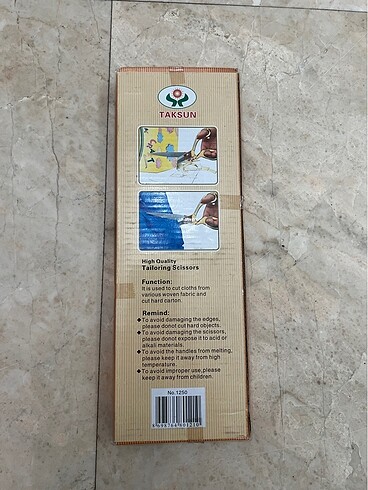 TAKSUN
High Quality
Tailoring Scissors
Function:
It is used to cut cloths from
various woven fabric and
cut hard carton.
Remind:
◆To avoid damaging the edges,
please donot cut hard objects.
◆To avoid damaging the scissors,
please donot expose it to acid or
alkali materials.
◆To avoid the handles from melting,
please keep it away from high
temperature.
◆To avoid improper use,please
keep it away from children.
No.1250